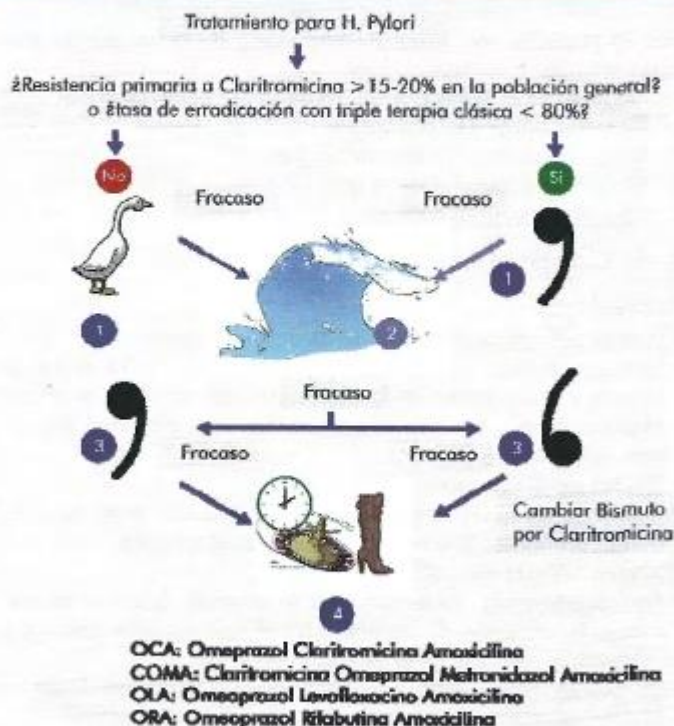 Tratamiento para H. Pylori
¿Resistencia primaria a Claritromicina >15-20% en la población general?
o ¿tasa de erradicación con triple terapia clásica < 80%?
No
Si
Fracaso
Fracaso
1
1
2
Fracaso
3
3
Fracaso
Fracaso
Cambiar Bismuto
por Claritromicina
4
OCA: Omeprazol Claritromicina Amoxicilina
COMA: Claritromicina Omeprazol Metronidazol Amoxicilina
OLA: Omeoprazol Levofloxacino Amoxicilina
ORA: Omeoprazol Rifabutina Amoxicilina